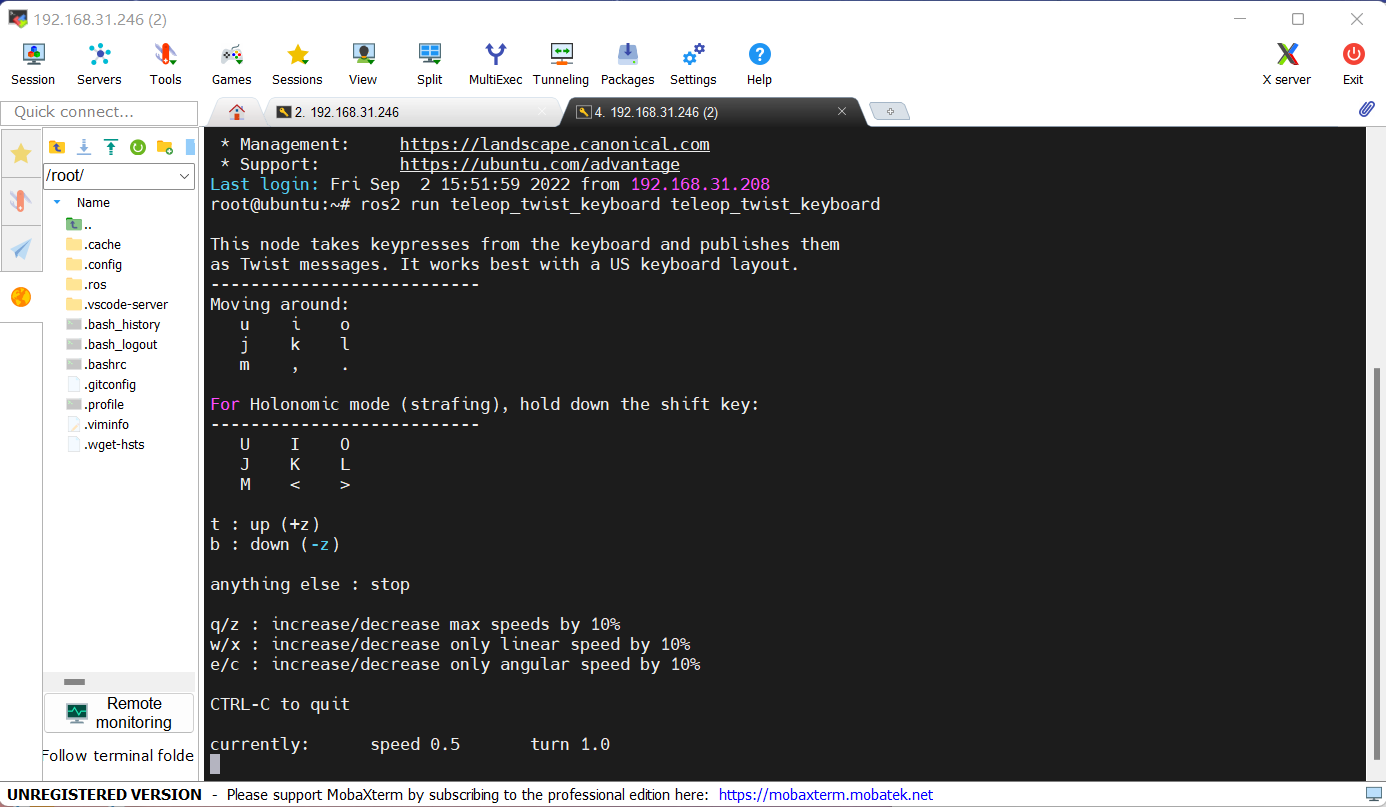 192.168.31.246 (2)
Session Servers Tools Games Sessions View Split MultiExec Tunneling Packages Settings Help X server Exit
Quick connect...
2. 192.168.31.246
4. 192.168.31.246 (2)
/root/
Name
..
.cache
.config
.ros
.vscode-server
.bash_history
.bash_logout
.bashrc
.gitconfig
.profile
.viminfo
.wget-hsts
Remote
monitoring
Follow terminal folde
* Management: https://landscape.canonical.com
* Support: https://ubuntu.com/advantage
Last login: Fri Sep 2 15:51:59 2022 from 192.168.31.208
root@ubuntu:~# ros2 run teleop_twist_keyboard teleop_twist_keyboard
This node takes keypresses from the keyboard and publishes them
as Twist messages. It works best with a US keyboard layout.
---------------------------
Moving around:
u i o
j k l
m , .
For Holonomic mode (strafing), hold down the shift key:
---------------------------
U I O
J K L
M < >
t : up (+z)
b : down (-z)
anything else : stop
q/z : increase/decrease max speeds by 10%
w/x : increase/decrease only linear speed by 10%
e/c : increase/decrease only angular speed by 10%
CTRL-C to quit
currently: speed 0.5 turn 1.0
UNREGISTERED VERSION - Please support MobaXterm by subscribing to the professional edition here: https://mobaxterm.mobatek.net